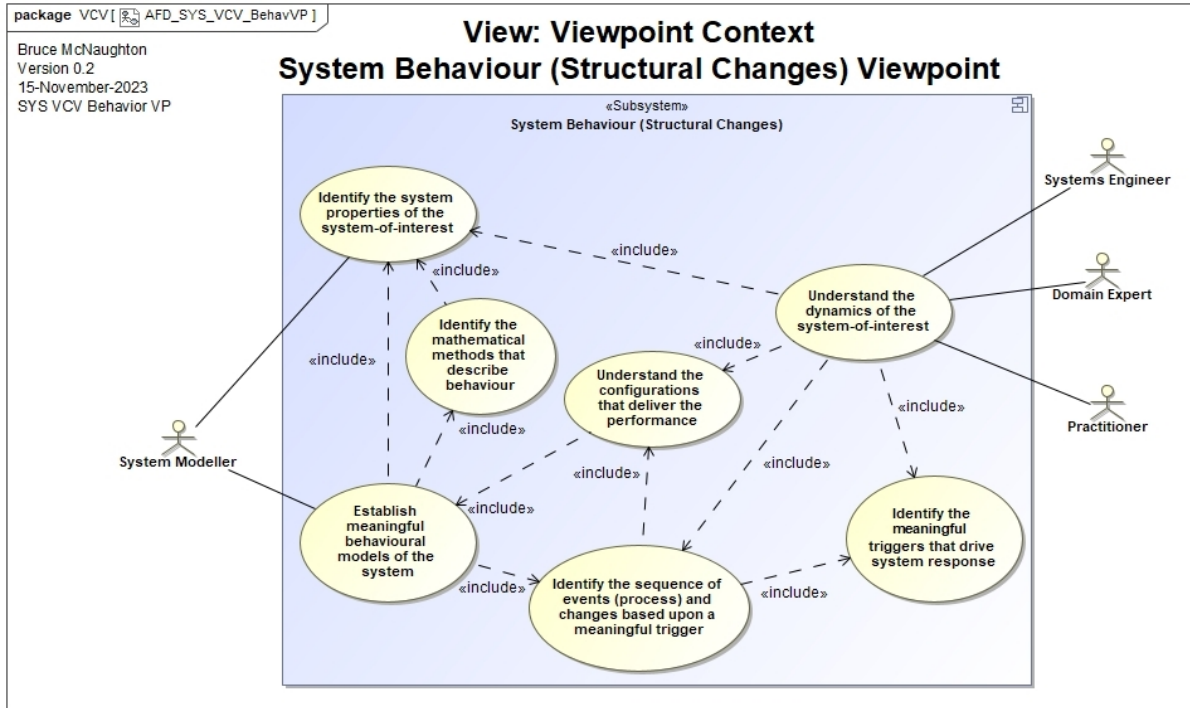 package VCV [ AFD_SYS_VCV_BehavVP ]
Bruce McNaughton
Version 0.2
15-November-2023
SYS VCV Behavior VP
View: Viewpoint Context
System Behaviour (Structural Changes) Viewpoint
«Subsystem»
System Behaviour (Structural Changes)
Identify the system
properties of the
system-of-interest
«include»
«include»
Identify the
mathematical
methods that
describe
behaviour
«include»
Understand the
dynamics of the
system-of-interest
Systems Engineer
Domain Expert
Practitioner
«include»
Understand the
configurations
that deliver the
performance
«include»
«include»
System Modeller
«include»
«include»
«include»
Establish
meaningful
behavioural
models of the
system
«include»
Identify the sequence of
events (process) and
changes based upon a
meaningful trigger
«include»
Identify the
meaningful
triggers that drive
system response